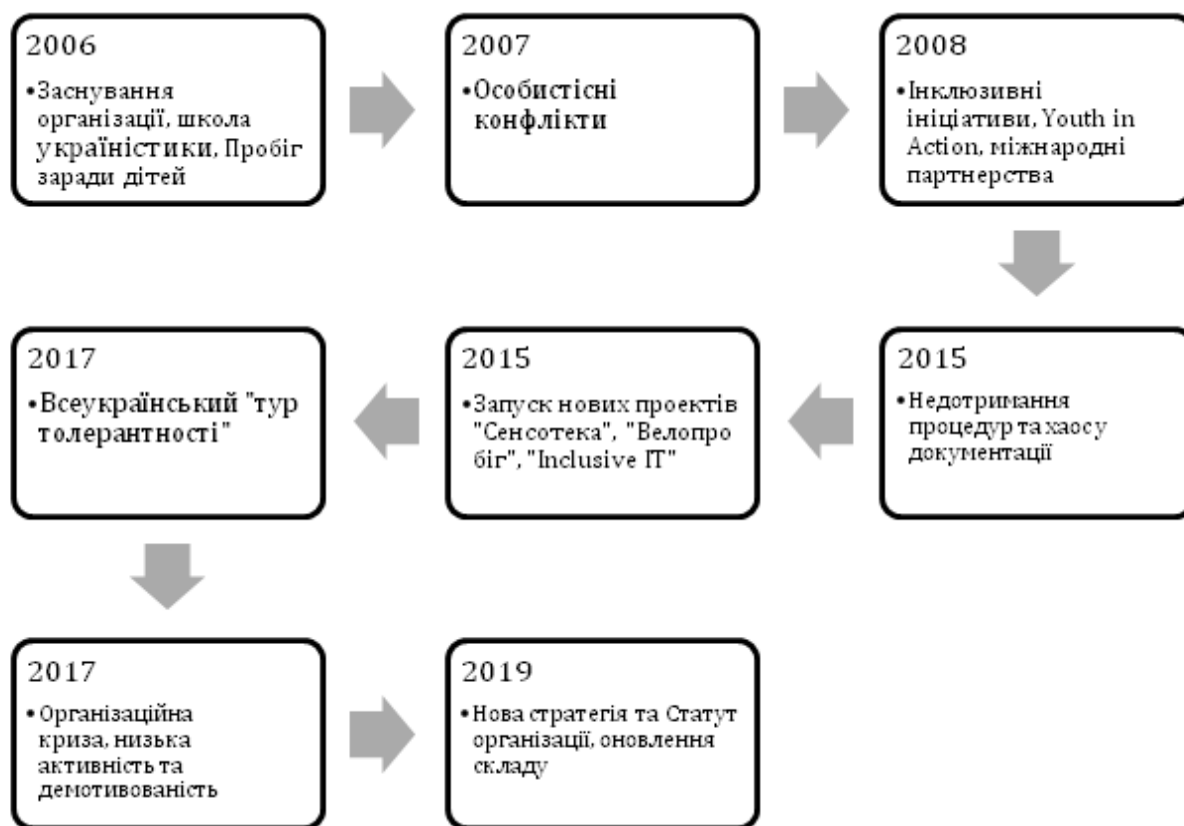 2006
•Заснування
організації, школа
україністики, Пробіг
заради дітей
2007
•Особистісні
конфлікти
2008
•Інклюзивні
ініціативи, Youth in
Action, міжнародні
партнерства
2015
•Недотримання
процедур та хаос у
документації
2015
•Запуск нових проектів
"Сенсотека", "Велопро
біг", "Inclusive IT"
2017
•Всеукраїнський "тур
толерантності"
2017
•Організаційна
криза, низька
активність та
демотивованість
2019
•Нова стратегія та Статут
організації, оновлення
складу